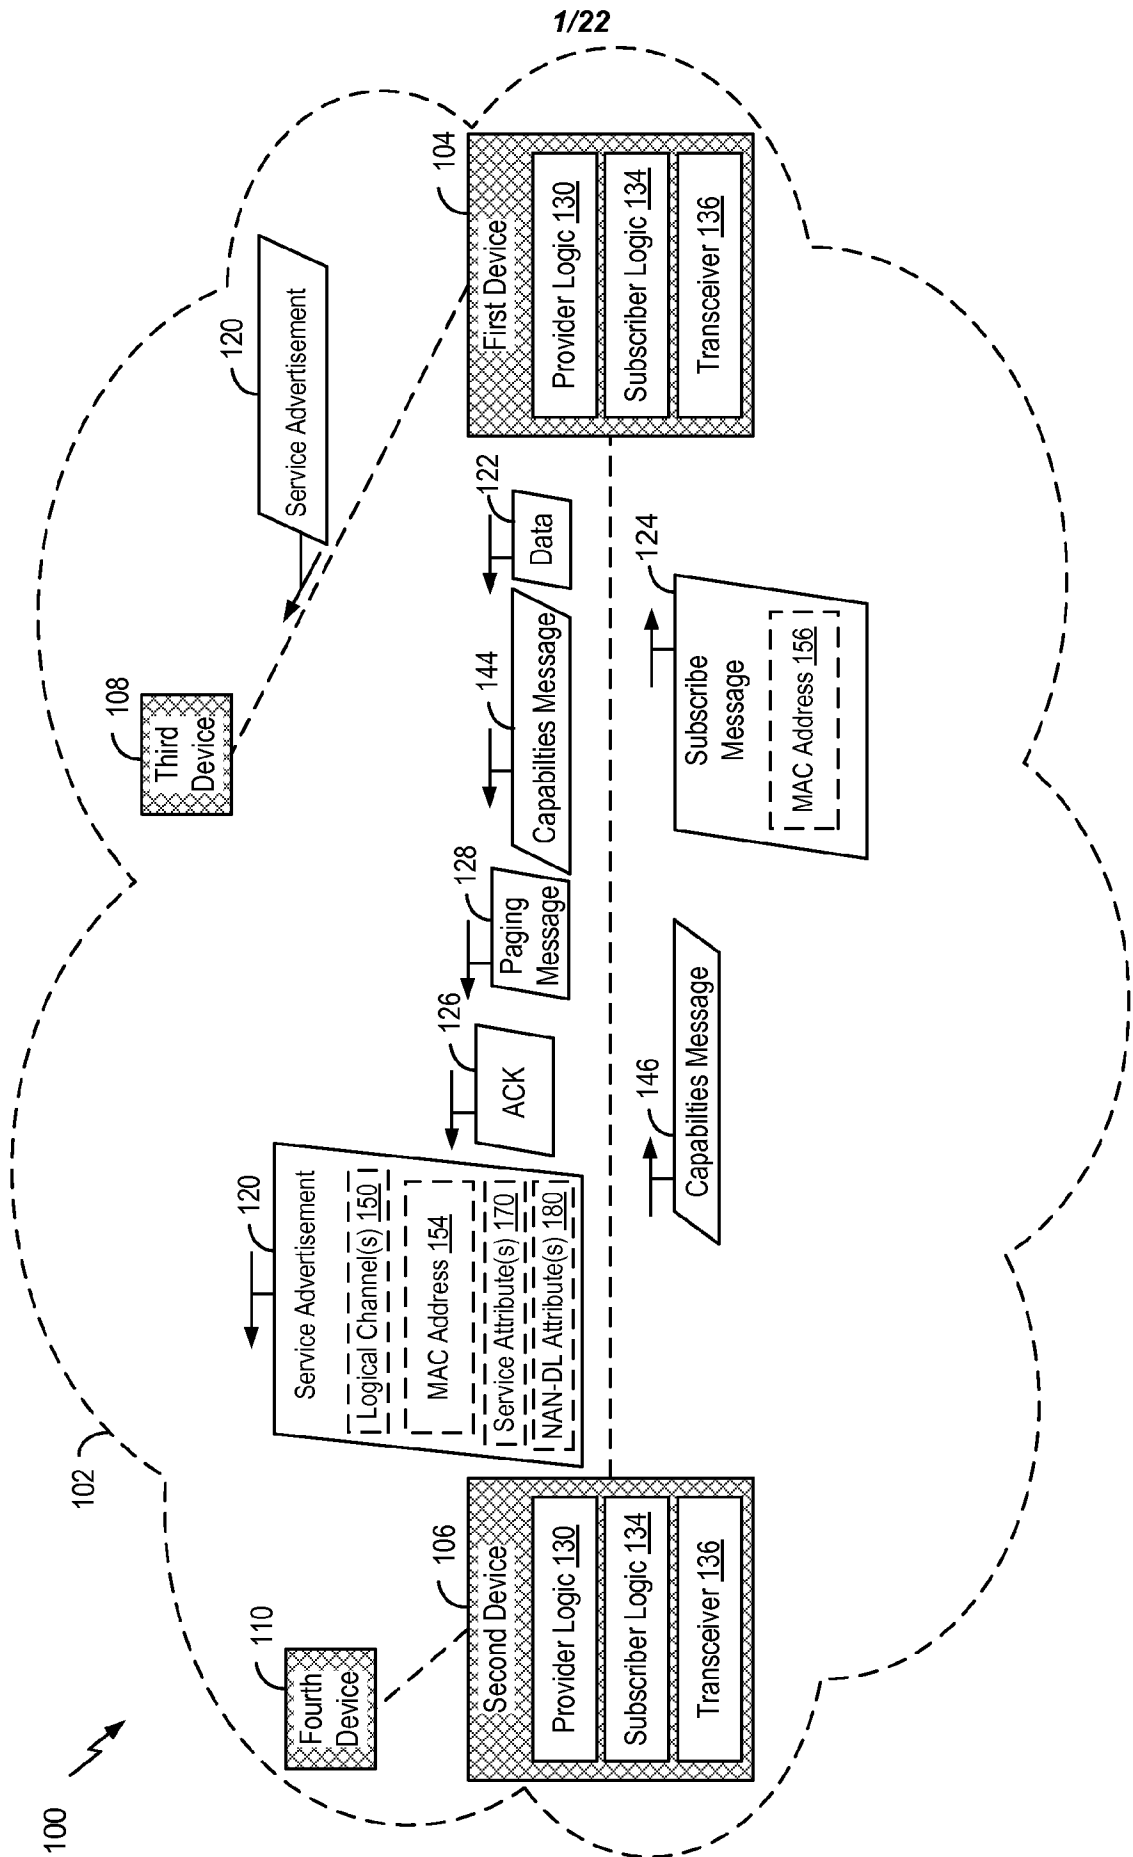 1/22
100
102
110
Fourth
Device
106
Second Device
Provider Logic 130
Subscriber Logic 134
Transceiver 136
120
Service Advertisement
Logical Channel(s) 150
MAC Address 154
Service Attribute(s) 170
NAN-DL Attribute(s) 180
126
ACK
128
Paging
Message
144
Capabilties Message
122
Data
146
Capabilties Message
124
Subscribe
Message
MAC Address 156
108
Third
Device
120
Service Advertisement
104
First Device
Provider Logic 130
Subscriber Logic 134
Transceiver 136